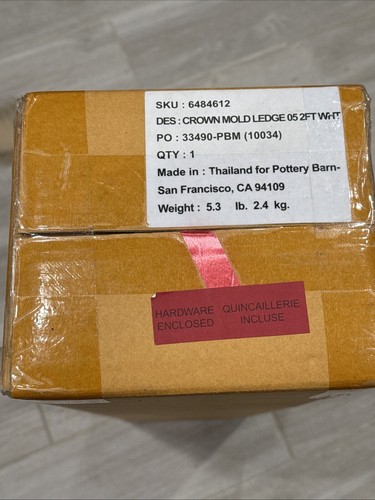 SKU : 6484612
DES : CROWN MOLD LEDGE 05 2FT WHT
PO : 33490-PBM (10034)
QTY : 1
Made in : Thailand for Pottery Barn-
San Francisco, CA 94109
Weight : 5.3 lb. 2.4 kg.
HARDWARE QUINCAILLERIE
ENCLOSED INCLUSE